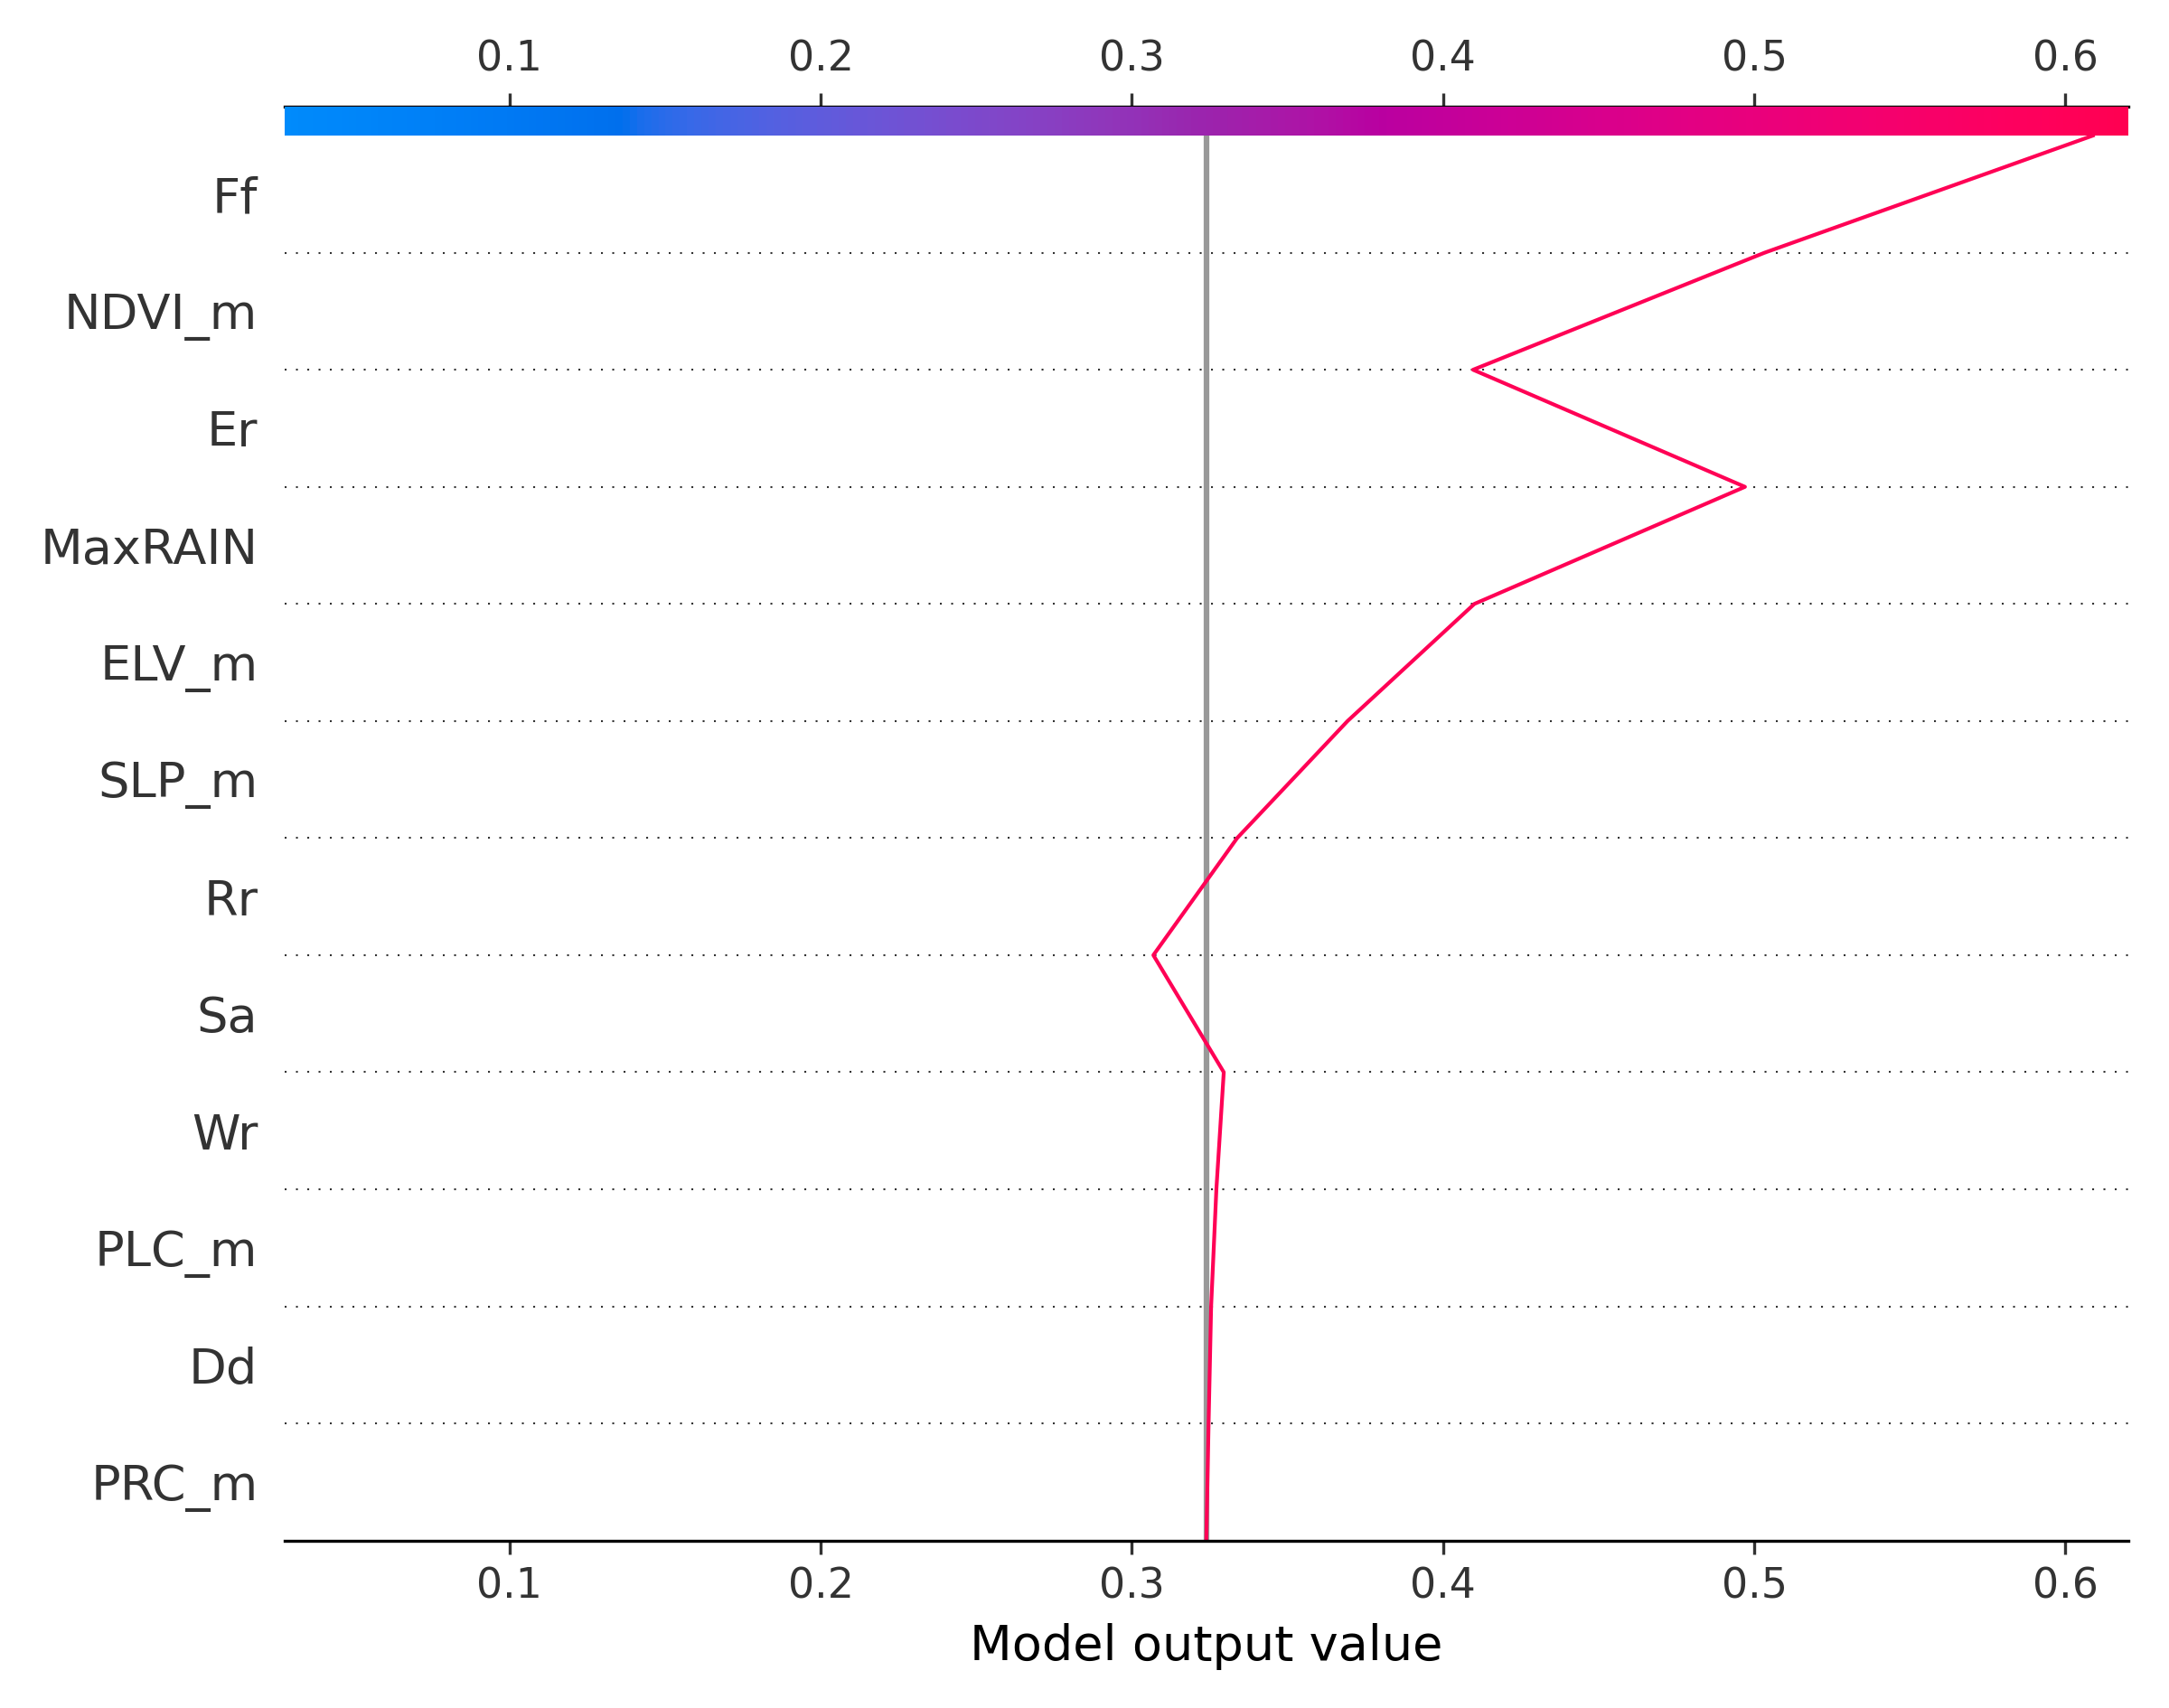 0.1 0.2 0.3 0.4 0.5 0.6
Ff
NDVI_m
Er
MaxRAIN
ELV_m
SLP_m
Rr
Sa
Wr
PLC_m
Dd
PRC_m
0.1 0.2 0.3 0.4 0.5 0.6
Model output value